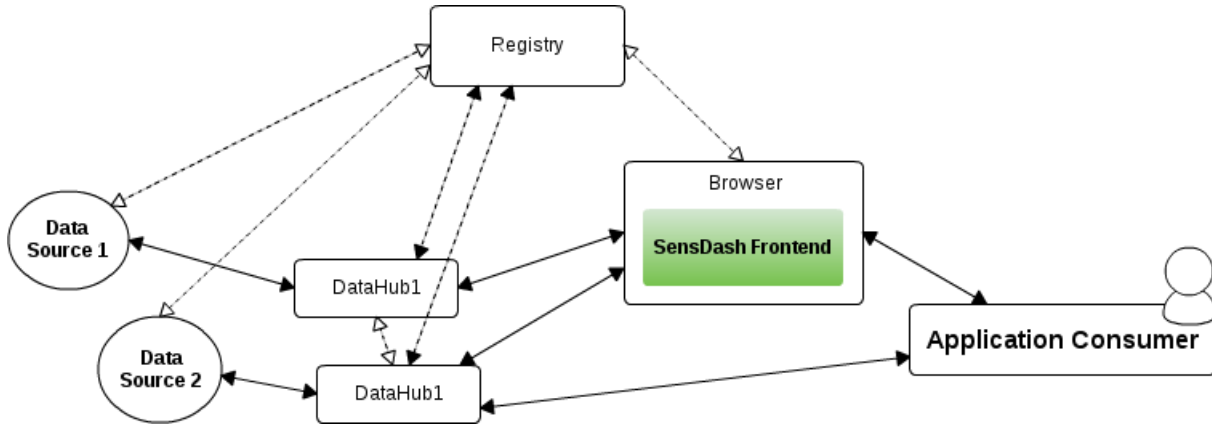 Registry
Browser
SensDash Frontend
Data
Source 1
DataHub1
Application Consumer
Data
Source 2
DataHub1